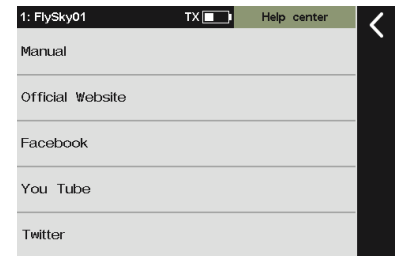 1: FlySky01 TX Help center
Manual
Official Website
Facebook
You Tube
Twitter